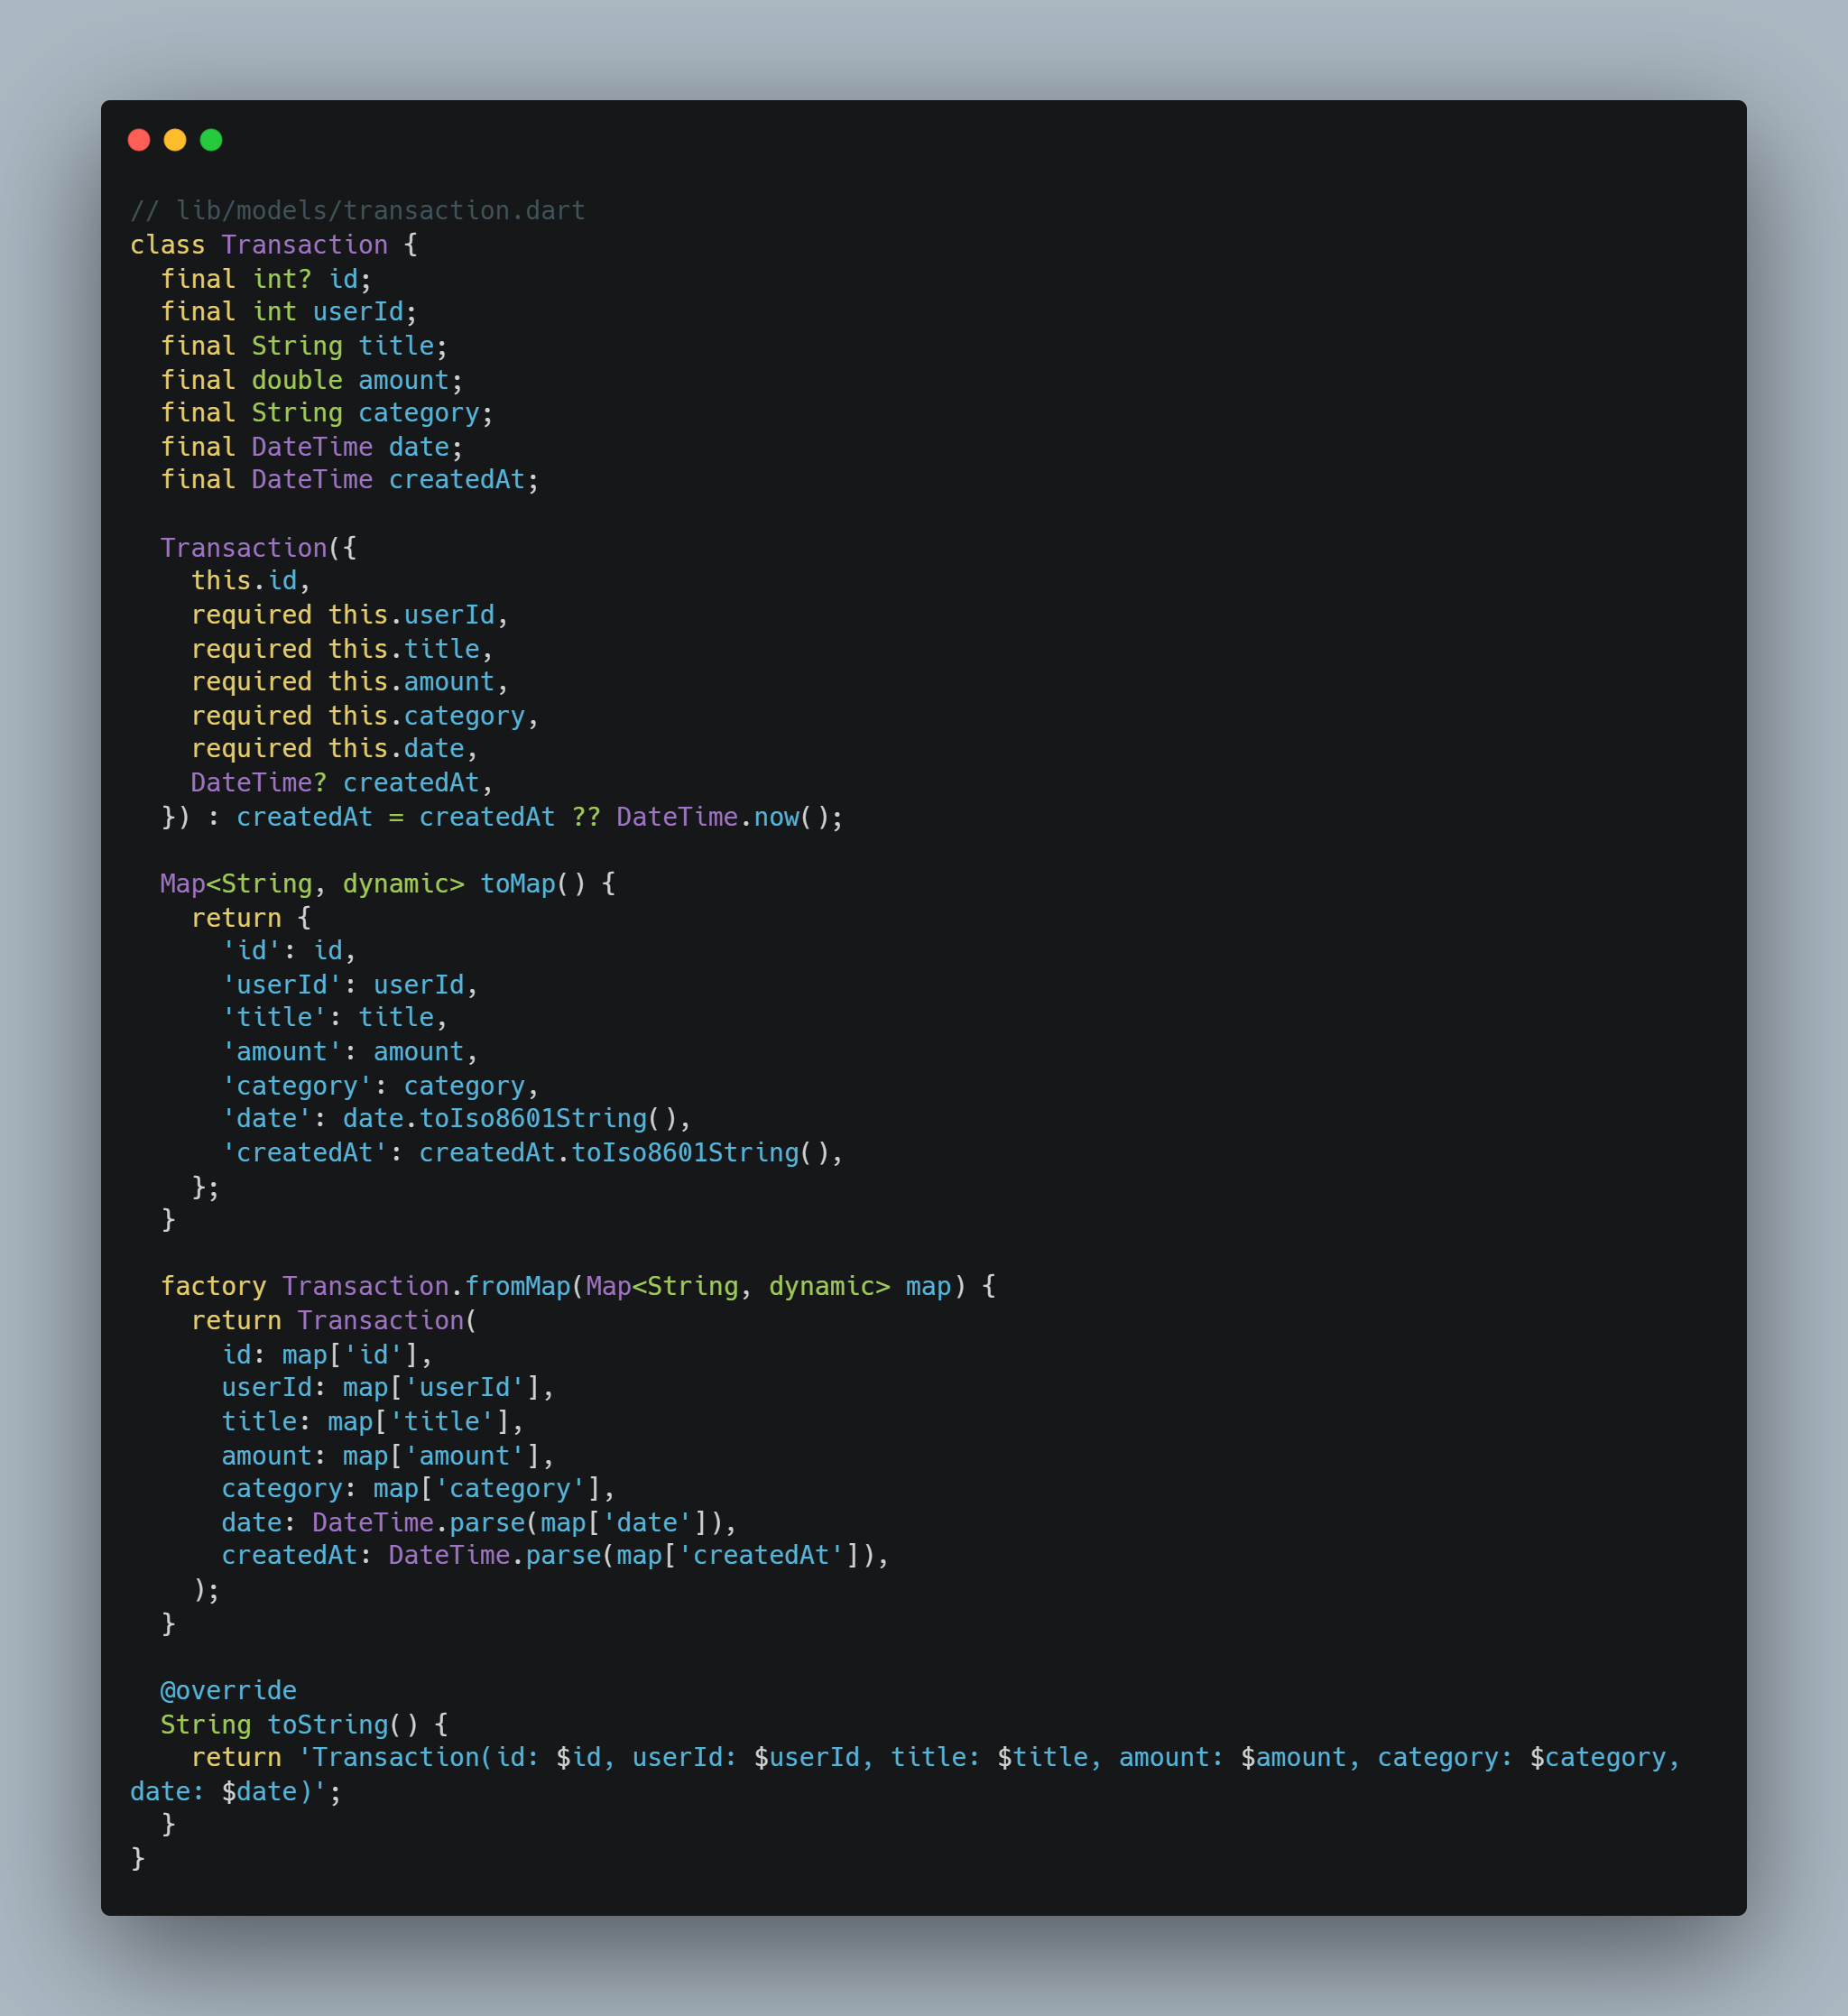 // lib/models/transaction.dart
class Transaction {
  final int? id;
  final int userId;
  final String title;
  final double amount;
  final String category;
  final DateTime date;
  final DateTime createdAt;

  Transaction({
    this.id,
    required this.userId,
    required this.title,
    required this.amount,
    required this.category,
    required this.date,
    DateTime? createdAt,
  }) : createdAt = createdAt ?? DateTime.now();

  Map<String, dynamic> toMap() {
    return {
      'id': id,
      'userId': userId,
      'title': title,
      'amount': amount,
      'category': category,
      'date': date.toIso8601String(),
      'createdAt': createdAt.toIso8601String(),
    };
  }

  factory Transaction.fromMap(Map<String, dynamic> map) {
    return Transaction(
      id: map['id'],
      userId: map['userId'],
      title: map['title'],
      amount: map['amount'],
      category: map['category'],
      date: DateTime.parse(map['date']),
      createdAt: DateTime.parse(map['createdAt']),
    );
  }

  @override
  String toString() {
    return 'Transaction(id: $id, userId: $userId, title: $title, amount: $amount, category: $category,
date: $date)';
  }
}